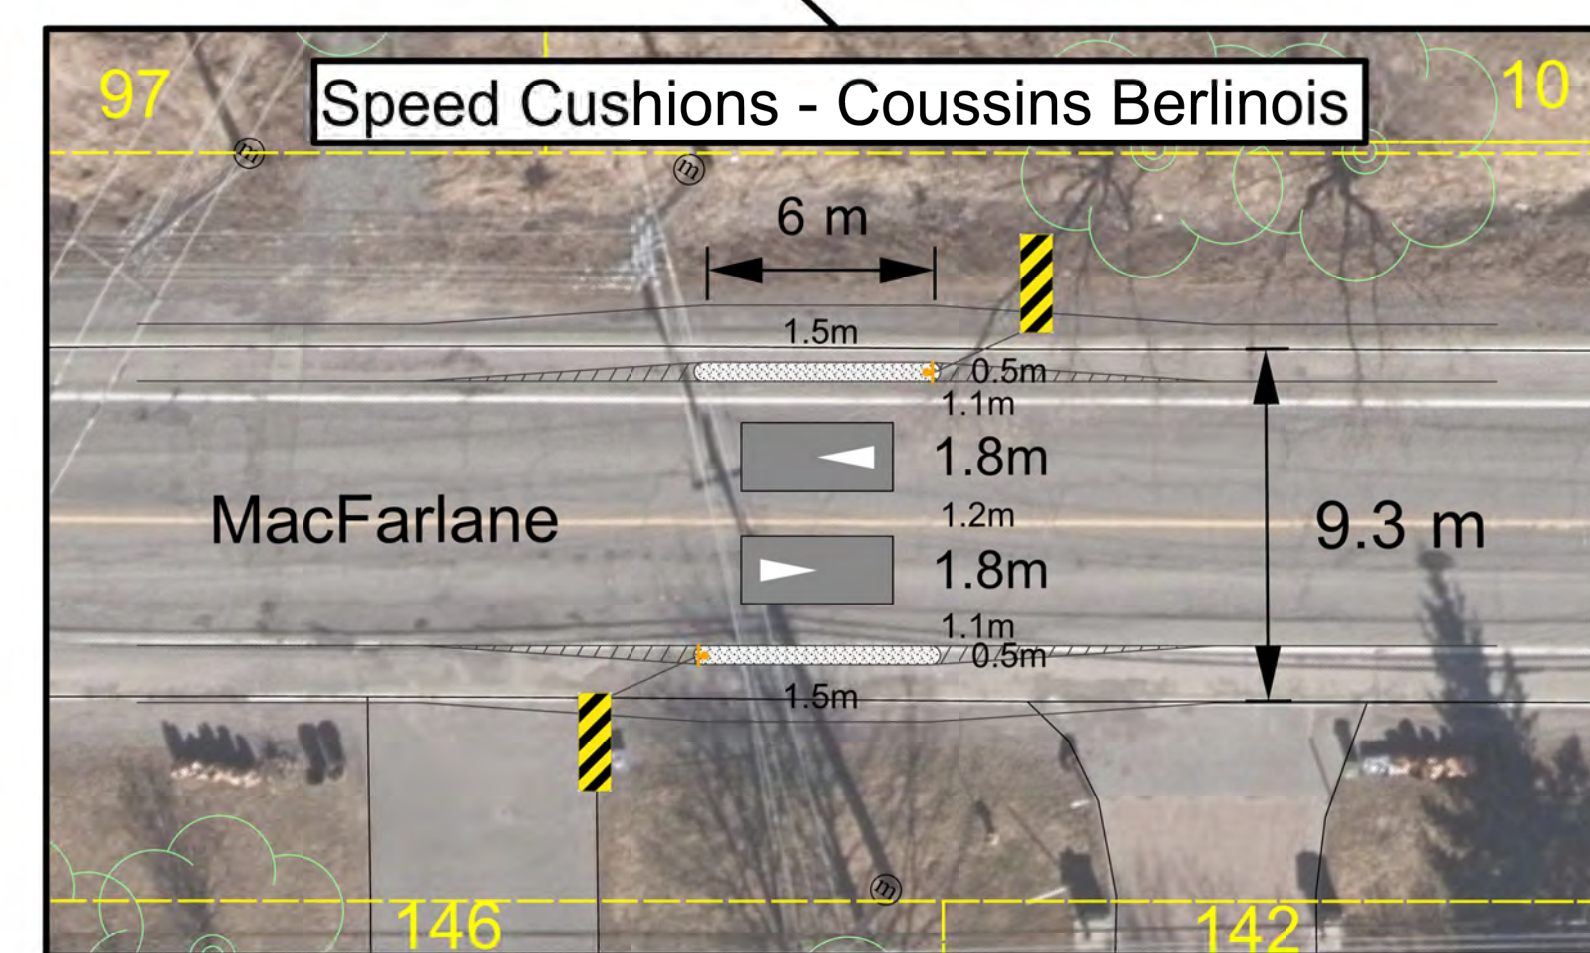 97
Speed Cushions - Coussins Berlinois
10
m
m
6 m
1.5m
0.5m
1.1m
1.8m
MacFarlane
1.2m
9.3 m
1.8m
1.1m
0.5m
1.5m
m
146
142